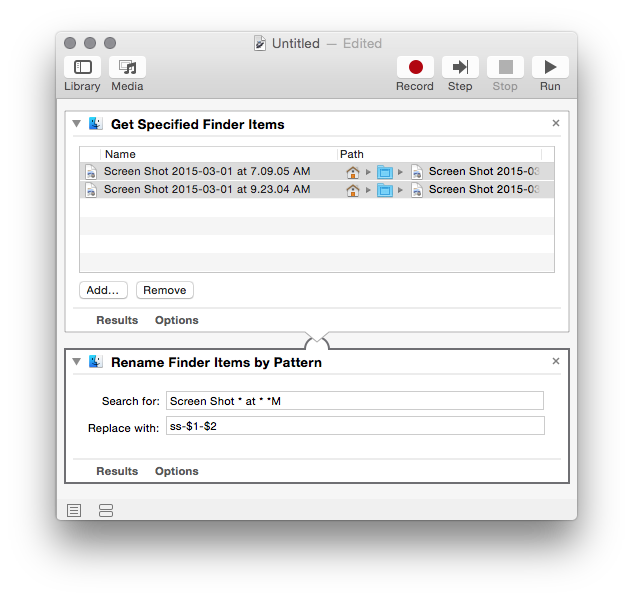 Untitled — Edited
Library Media Record Step Stop Run
Get Specified Finder Items
Name Path
Screen Shot 2015-03-01 at 7.09.05 AM Screen Shot 2015-03
Screen Shot 2015-03-01 at 9.23.04 AM Screen Shot 2015-03
Add... Remove
Results Options
Rename Finder Items by Pattern
Search for: Screen Shot * at * *M
Replace with: ss-$1-$2
Results Options